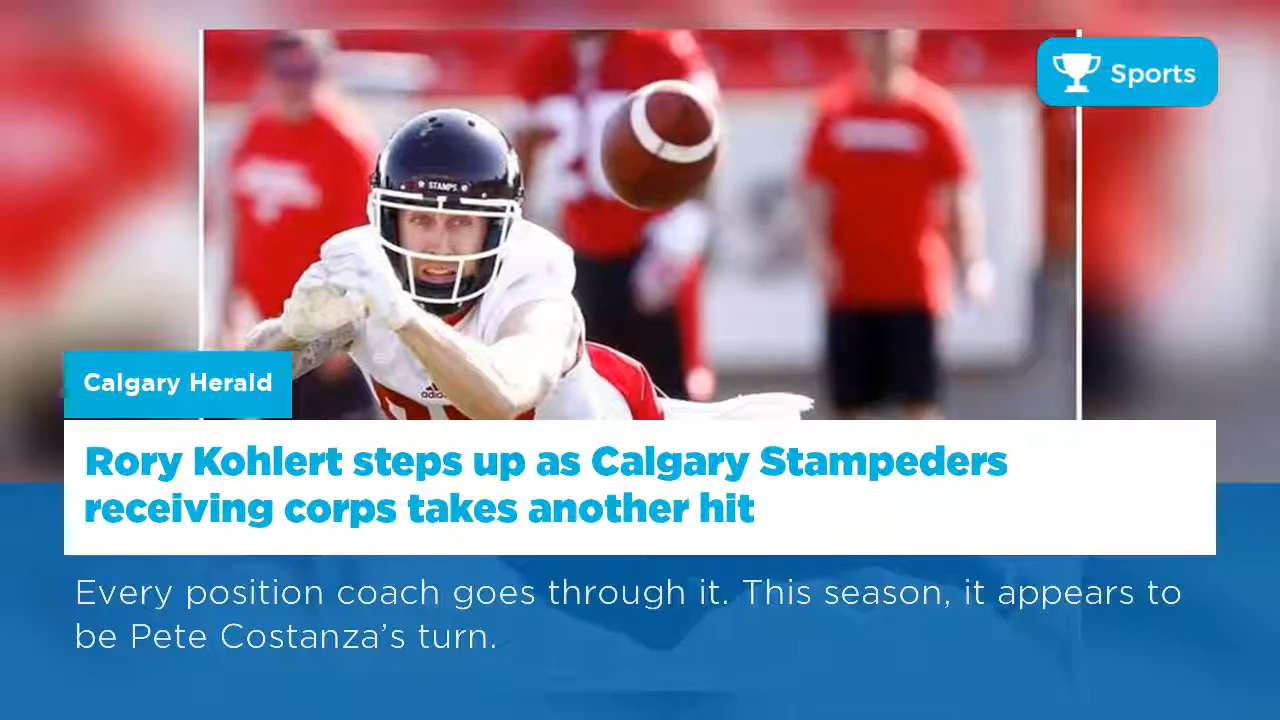 Sports
STAMPS
adidas
Calgary Herald
Rory Kohlert steps up as Calgary Stampeders
receiving corps takes another hit
Every position coach goes through it. This season, it appears to
be Pete Costanza’s turn.